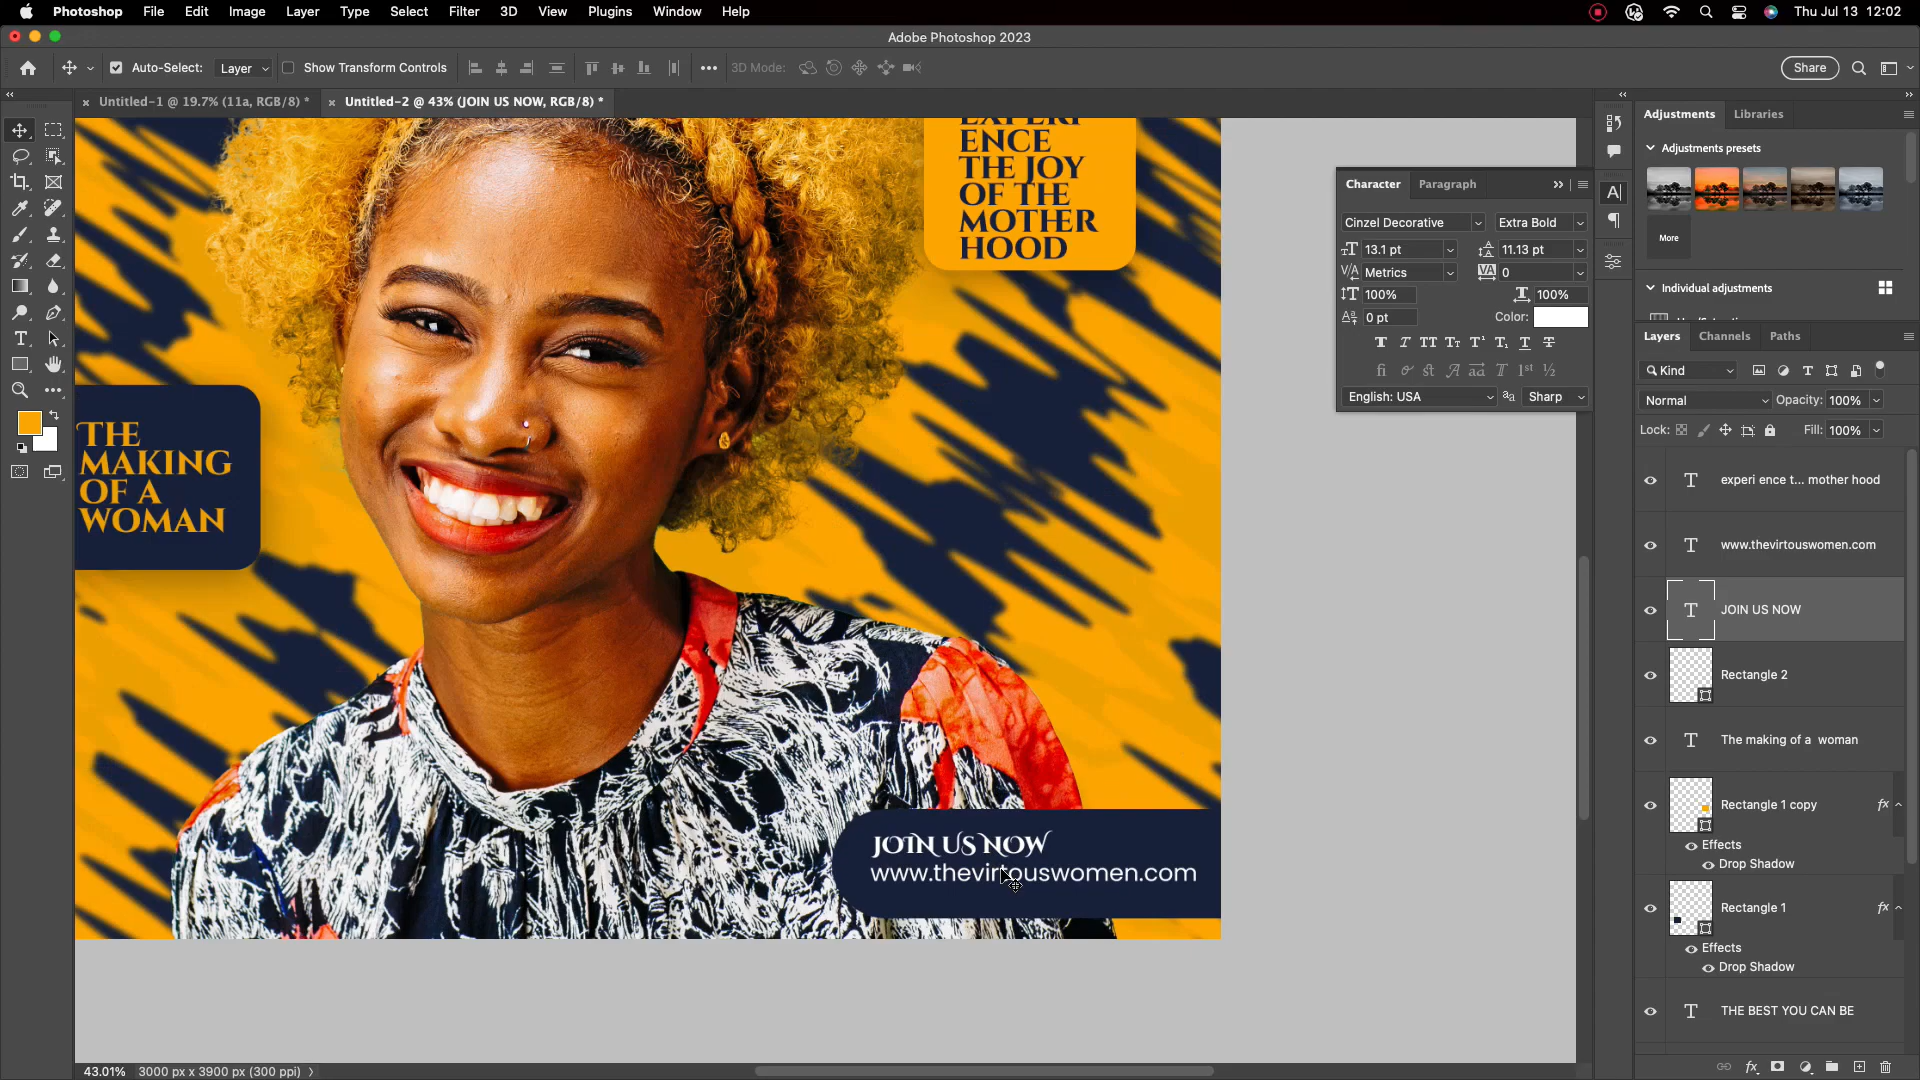 Photoshop File Edit Image Layer Type Select Filter 3D View Plugins Window Help Thu Jul 13 12:02
Adobe Photoshop 2023
Auto-Select: Layer Show Transform Controls 3D Mode: Share
Untitled-1 @ 19.7% (11a, RGB/8) * Untitled-2 @ 43% (JOIN US NOW, RGB/8) *
ENCE
THE JOY
OF THE
MOTHER
HOOD
THE
MAKING
OF A
WOMAN
JOIN US NOW
www.thevirtouswomen.com
Character Paragraph
Cinzel Decorative Extra Bold
13.1 pt 11.13 pt
Metrics 0
100% 100%
0 pt Color:
English: USA Sharp
Adjustments Libraries
Adjustments presets
More
Individual adjustments
Layers Channels Paths
Kind
Normal Opacity: 100%
Lock: Fill: 100%
experi ence t... mother hood
www.thevirtouswomen.com
JOIN US NOW
Rectangle 2
The making of a woman
Rectangle 1 copy fx
Effects
Drop Shadow
Rectangle 1 fx
Effects
Drop Shadow
THE BEST YOU CAN BE
43.01% 3000 px x 3900 px (300 ppi)